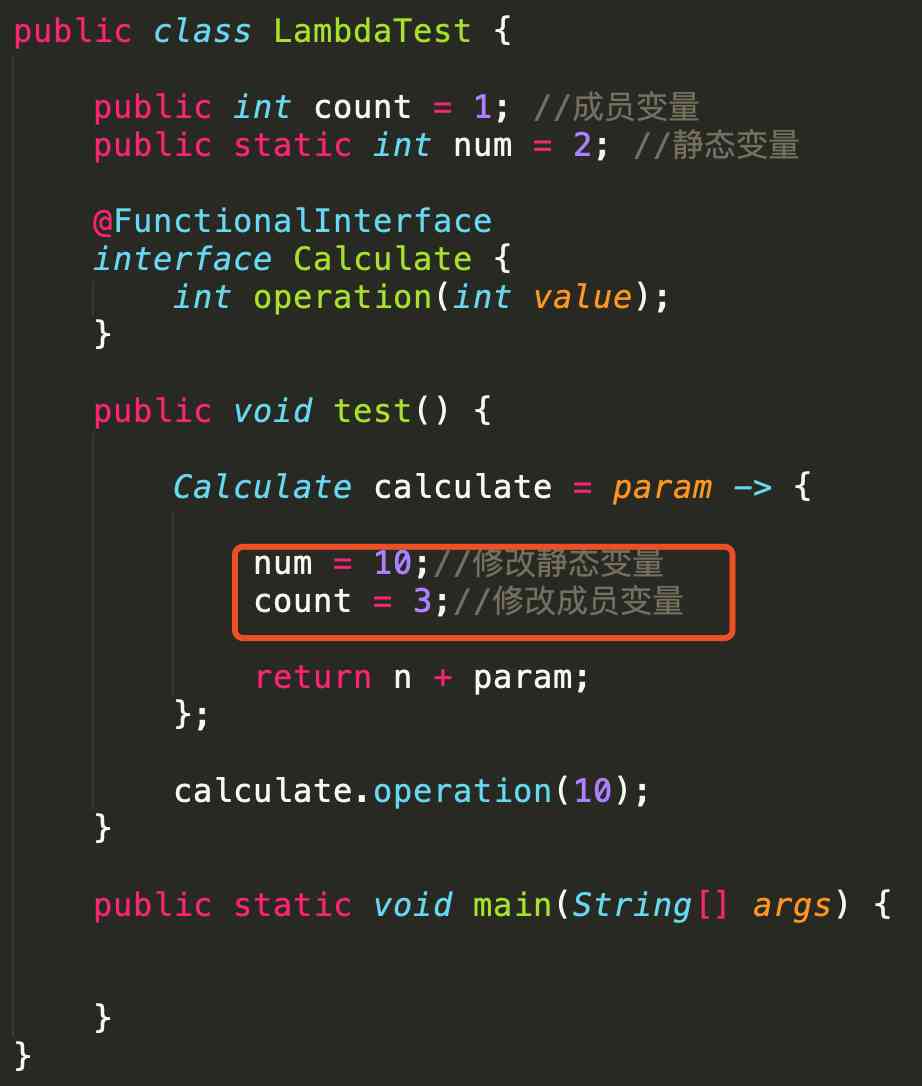 public class LambdaTest {
public int count = 1; //成员变量
public static int num = 2; //静态变量
@FunctionalInterface
interface Calculate {
int operation(int value);
}
public void test() {
Calculate calculate = param -> {
num = 10;//修改静态变量
count = 3;//修改成员变量
return n + param;
};
calculate.operation(10);
}
public static void main(String[] args) {
}
}